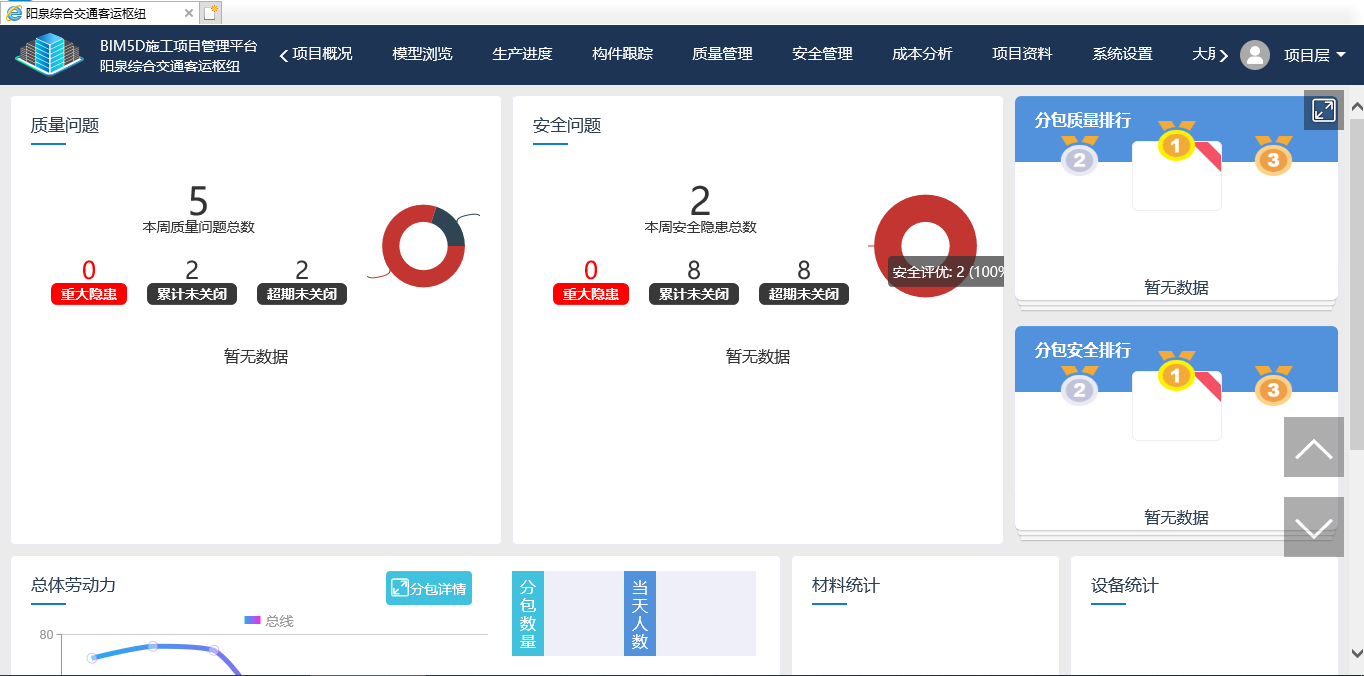 阳泉综合交通客运枢纽
BIM5D施工项目管理平台
阳泉综合交通客运枢纽
项目概况 模型浏览 生产进度 构件跟踪 质量管理 安全管理 成本分析 项目资料 系统设置 大
项目层
质量问题
5
本周质量问题总数
0 2 2
重大隐患 累计未关闭 超期未关闭
暂无数据
安全问题
2
本周安全隐患总数
0 8 8
重大隐患 累计未关闭 超期未关闭
安全评优: 2 (100%
暂无数据
分包质量排行
2 1 3
暂无数据
分包安全排行
2 1 3
暂无数据
总体劳动力
分包详情
总线
80
分包数量
当天人数
材料统计
设备统计